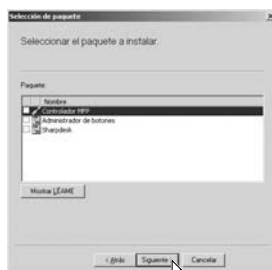 Selección de paquete
Seleccionar el paquete a instalar.
Paquete:
Nombre
Controlador MFP
Administrador de botones
Sharpdesk
Mostrar LÉAME
< Atrás
Siguiente >
Cancelar